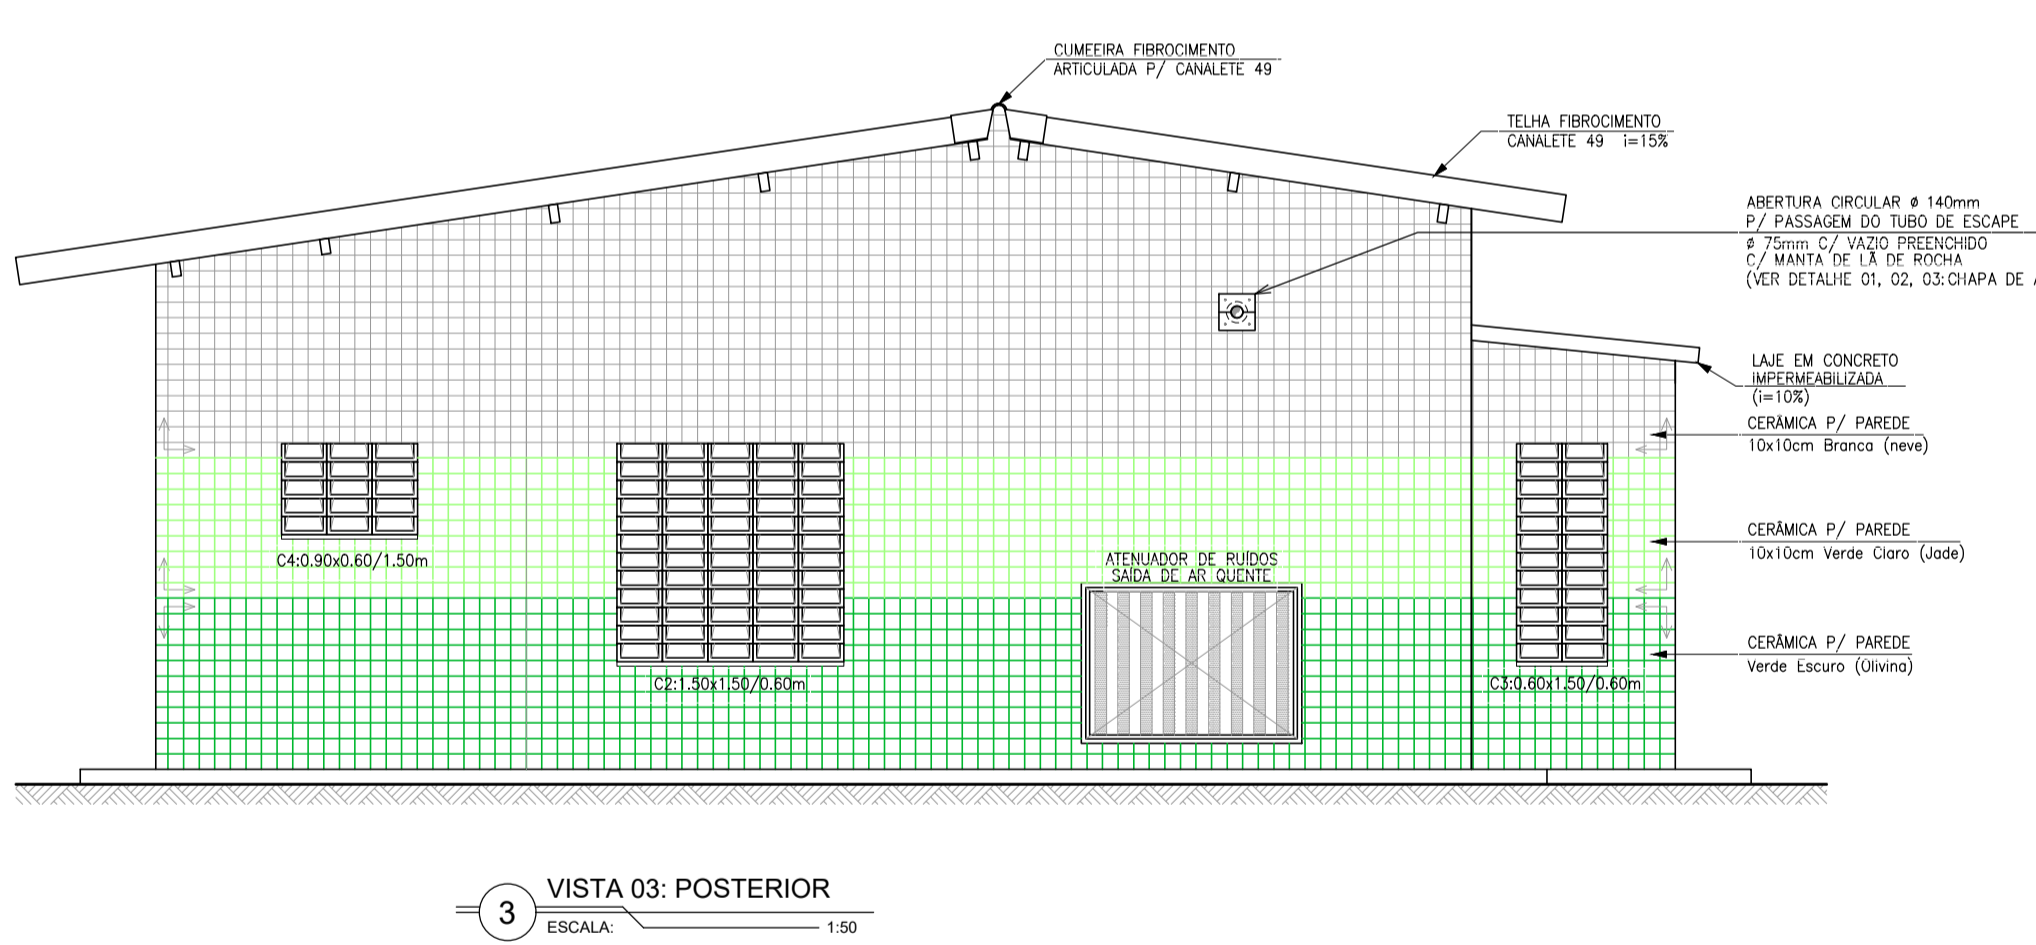 CUMEEIRA FIBROCIMENTO
ARTICULADA P/ CANALETE 49
TELHA FIBROCIMENTO
CANALETE 49 i=15%
ABERTURA CIRCULAR ø 140mm
P/ PASSAGEM DO TUBO DE ESCAPE
ø 75mm C/ VAZIO PREENCHIDO
C/ MANTA DE LÃ DE ROCHA
(VER DETALHE 01, 02, 03: CHAPA DE
LAJE EM CONCRETO
IMPERMEABILIZADA
(i=10%)
CERÂMICA P/ PAREDE
10x10cm Branca (neve)
CERÂMICA P/ PAREDE
10x10cm Verde Claro (Jade)
CERÂMICA P/ PAREDE
Verde Escuro (Olivina)
C4:0.90x0.60/1.50m
ATENUADOR DE RUÍDOS
SAÍDA DE AR QUENTE
C2:1.50x1.50/0.60m
C3:0.60x1.50/0.60m
3
VISTA 03: POSTERIOR
ESCALA: 1:50